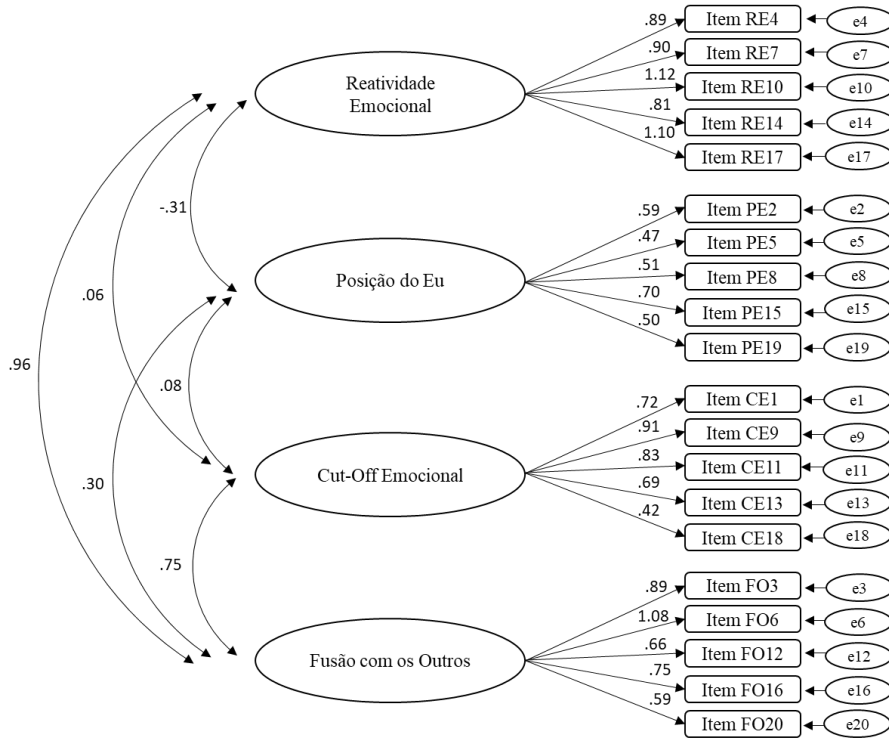 .89
Item RE4
e4
.90
Item RE7
e7
1.12
Item RE10
e10
.81
Item RE14
e14
1.10
Item RE17
e17
Reatividade
Emocional
-.31
.59
Item PE2
e2
.47
Item PE5
e5
.51
Item PE8
e8
.70
Item PE15
e15
.50
Item PE19
e19
Posição do Eu
.06
.96
.08
.72
Item CE1
e1
.91
Item CE9
e9
.83
Item CE11
e11
.69
Item CE13
e13
.42
Item CE18
e18
Cut-Off Emocional
.30
.75
.89
Item FO3
e3
1.08
Item FO6
e6
.66
Item FO12
e12
.75
Item FO16
e16
.59
Item FO20
e20
Fusão com os Outros